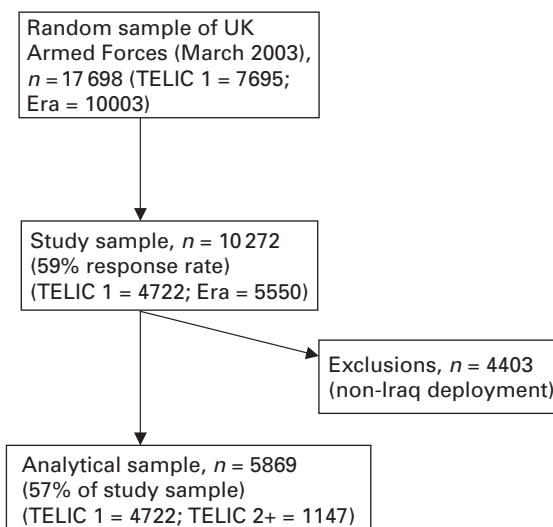 Random sample of UK
Armed Forces (March 2003),
n = 17 698 (TELIC 1 = 7695;
Era = 10003)
Study sample, n = 10 272
(59% response rate)
(TELIC 1 = 4722; Era = 5550)
Exclusions, n = 4403
(non-Iraq deployment)
Analytical sample, n = 5869
(57% of study sample)
(TELIC 1 = 4722; TELIC 2+ = 1147)